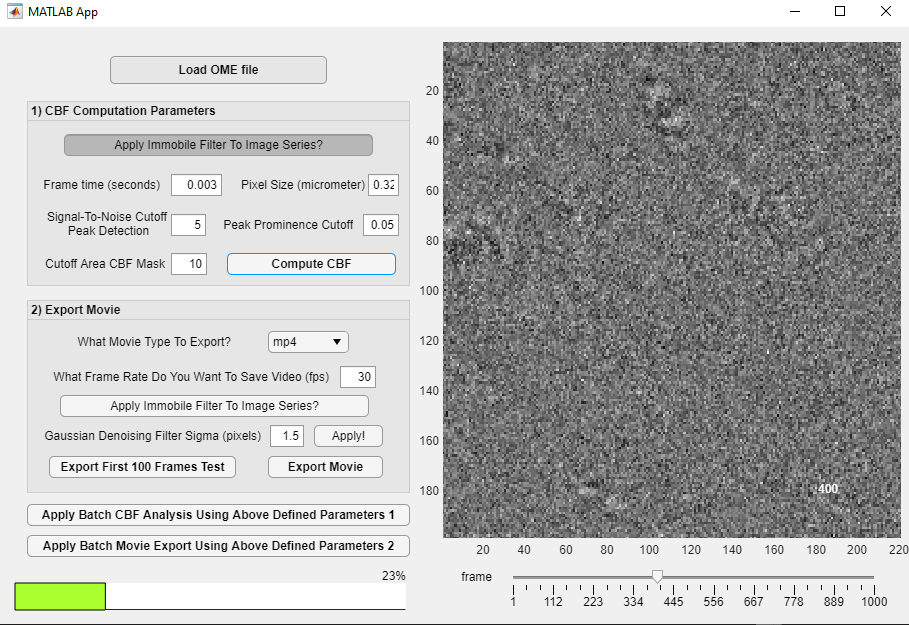 MATLAB App
Load OME file
1) CBF Computation Parameters
Apply Immobile Filter To Image Series?
Frame time (seconds) 0.003 Pixel Size (micrometer) 0.32
Signal-To-Noise Cutoff
Peak Detection 5 Peak Prominence Cutoff 0.05
Cutoff Area CBF Mask 10 Compute CBF
2) Export Movie
What Movie Type To Export? mp4
What Frame Rate Do You Want To Save Video (fps) 30
Apply Immobile Filter To Image Series?
Gaussian Denoising Filter Sigma (pixels) 1.5 Apply!
Export First 100 Frames Test Export Movie
Apply Batch CBF Analysis Using Above Defined Parameters 1
Apply Batch Movie Export Using Above Defined Parameters 2
23%
20
40
60
80
100
120
140
160
180
:400
20 40 60 80 100 120 140 160 180 200 220
frame
1 112 223 334 445 556 667 778 889 1000